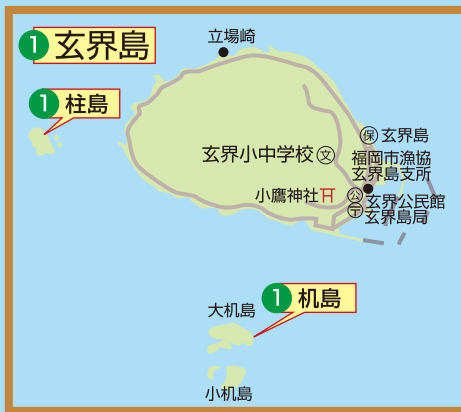 1 玄界島
立場崎
1 柱島
保 玄界島
玄界小中学校 文
福岡市漁協
玄界島支所
小鷹神社
公 玄界公民館
〒 玄界島局
1 机島
大机島
小机島